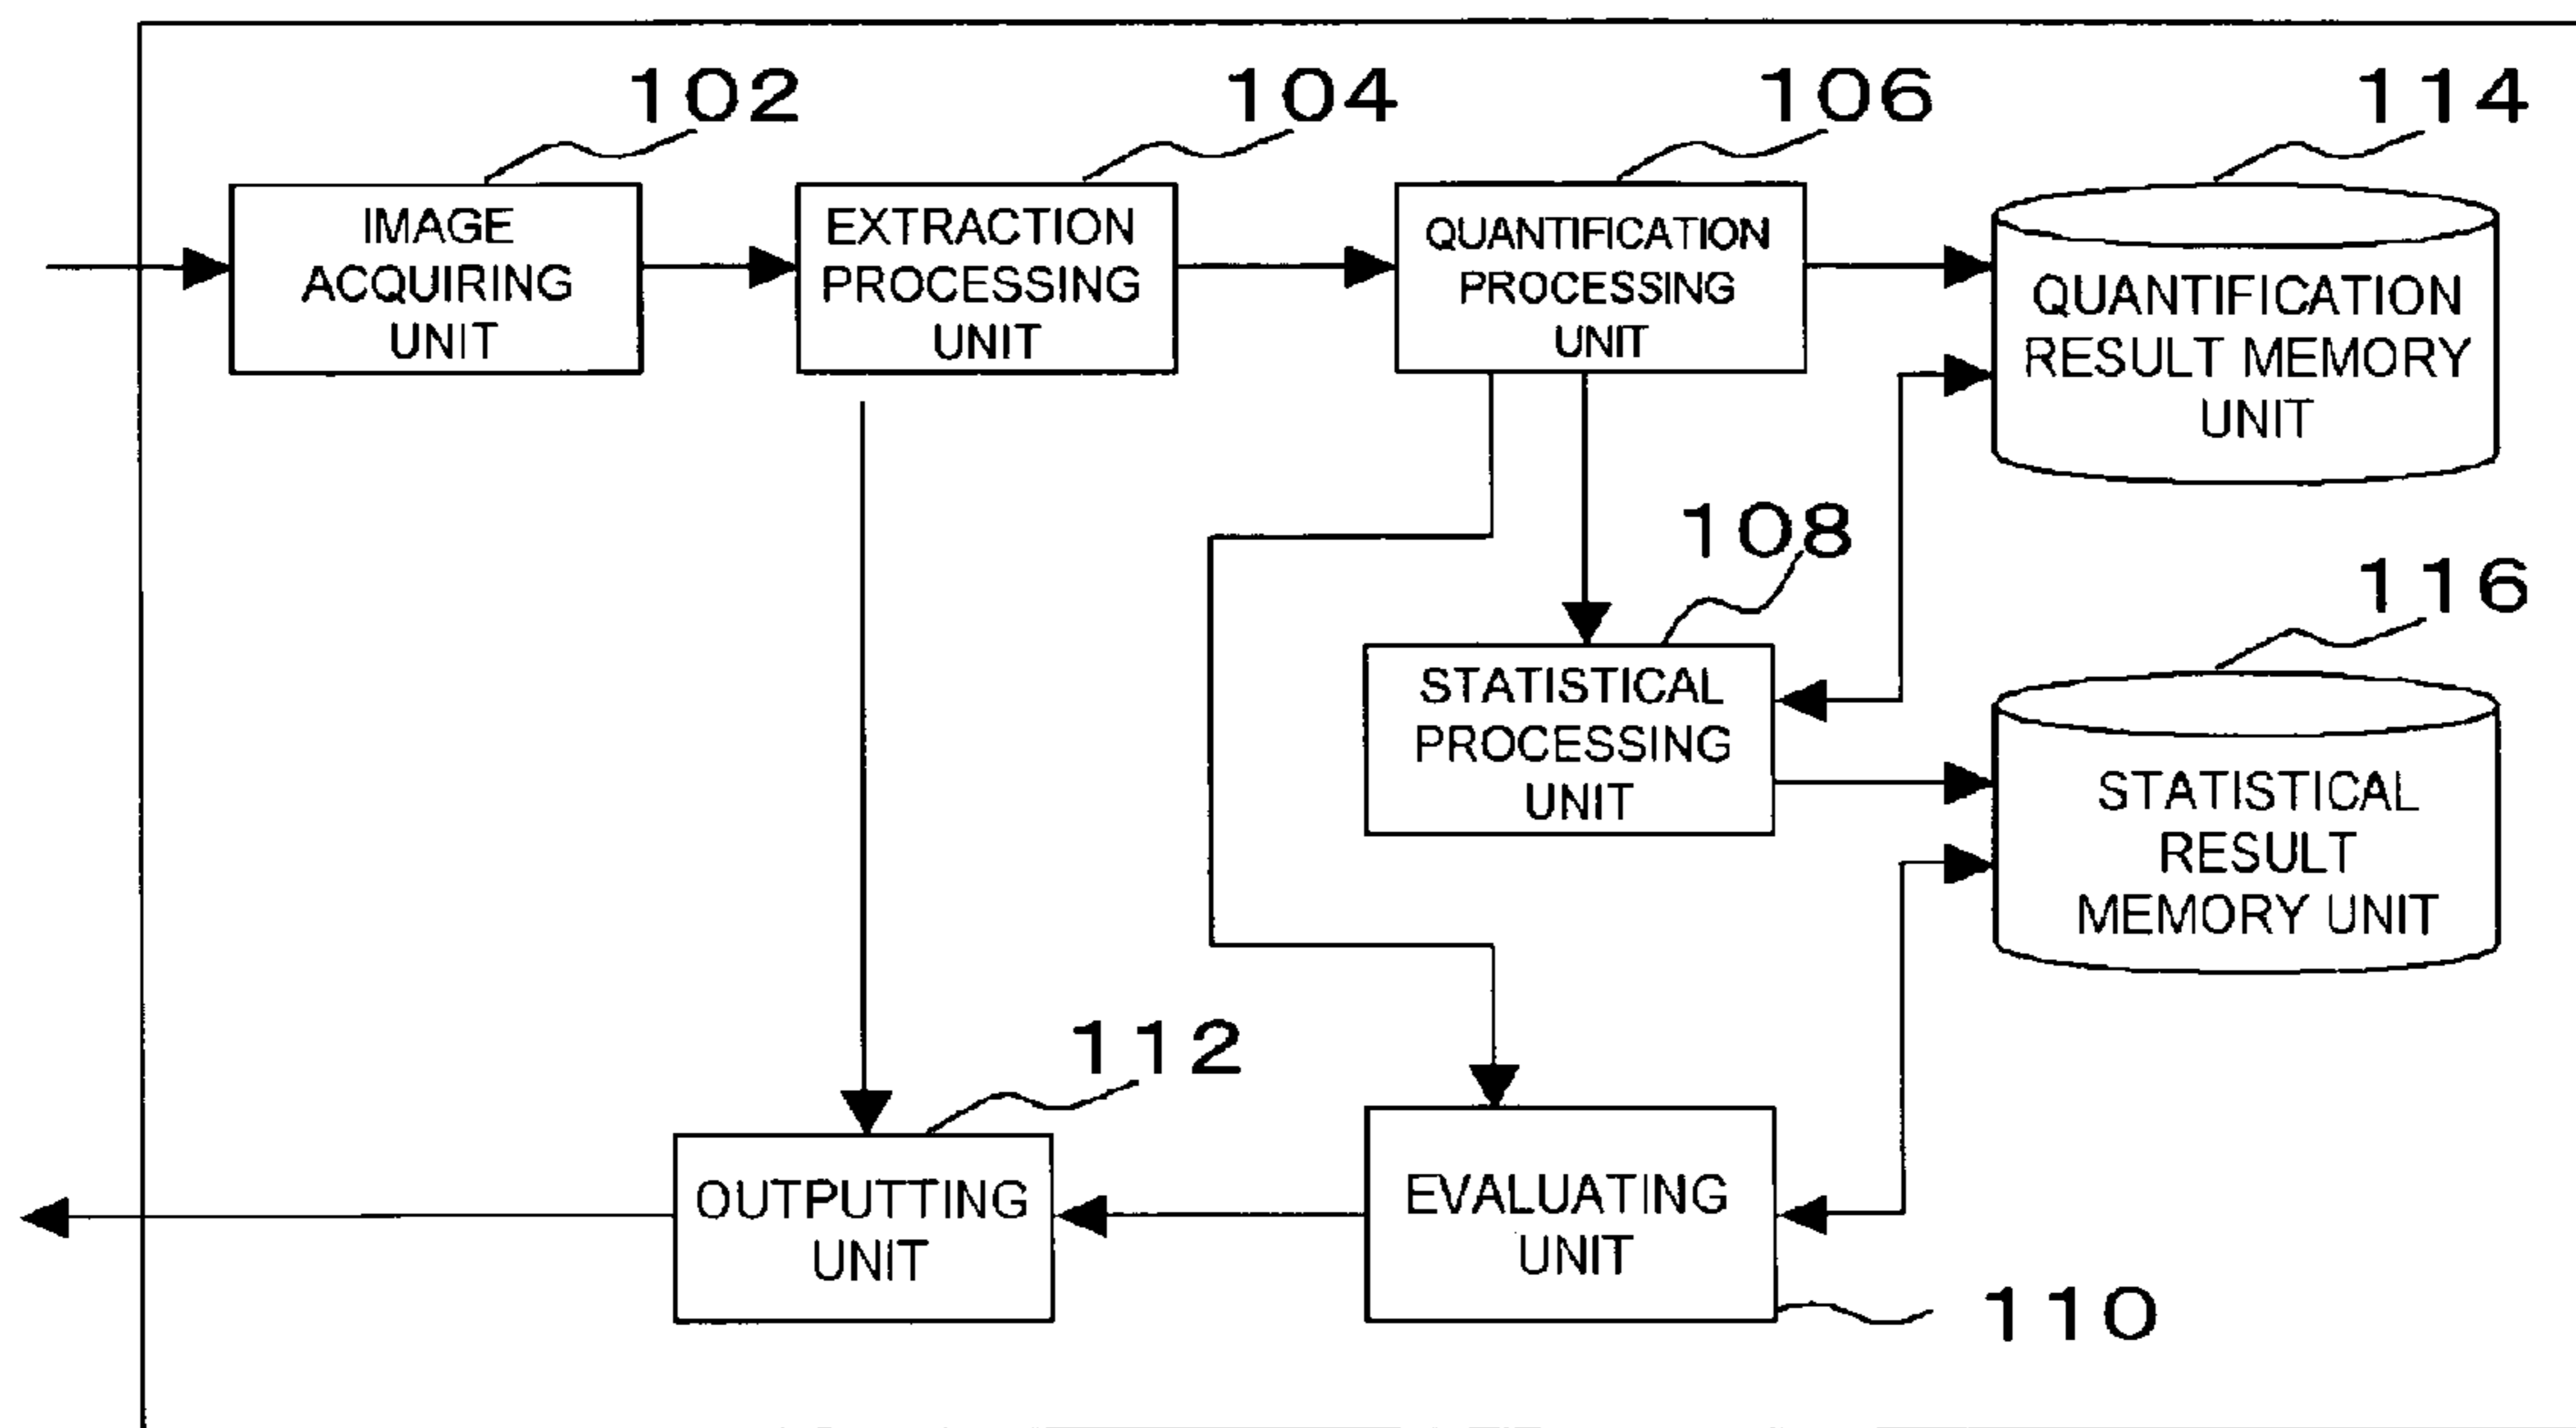 102
104
106
114
IMAGE
ACQUIRING
UNIT
EXTRACTION
PROCESSING
UNIT
QUANTIFICATION
PROCESSING
UNIT
QUANTIFICATION
RESULT MEMORY
UNIT
108
116
STATISTICAL
PROCESSING
UNIT
STATISTICAL
RESULT
MEMORY UNIT
112
OUTPUTTING
UNIT
EVALUATING
UNIT
110